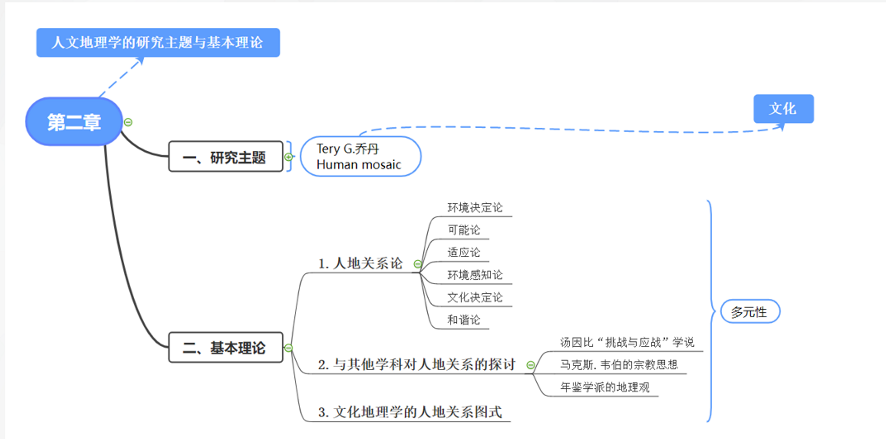 人文地理学的研究主题与基本理论
文化
第二章
一、研究主题
Tery G.乔丹
Human mosaic
环境决定论
可能论
1. 人地关系论
适应论
环境感知论
文化决定论
和谐论
多元性
二、基本理论
2. 与其他学科对人地关系的探讨
汤因比“挑战与应战”学说
马克斯. 韦伯的宗教思想
年鉴学派的地理观
3. 文化地理学的人地关系图式